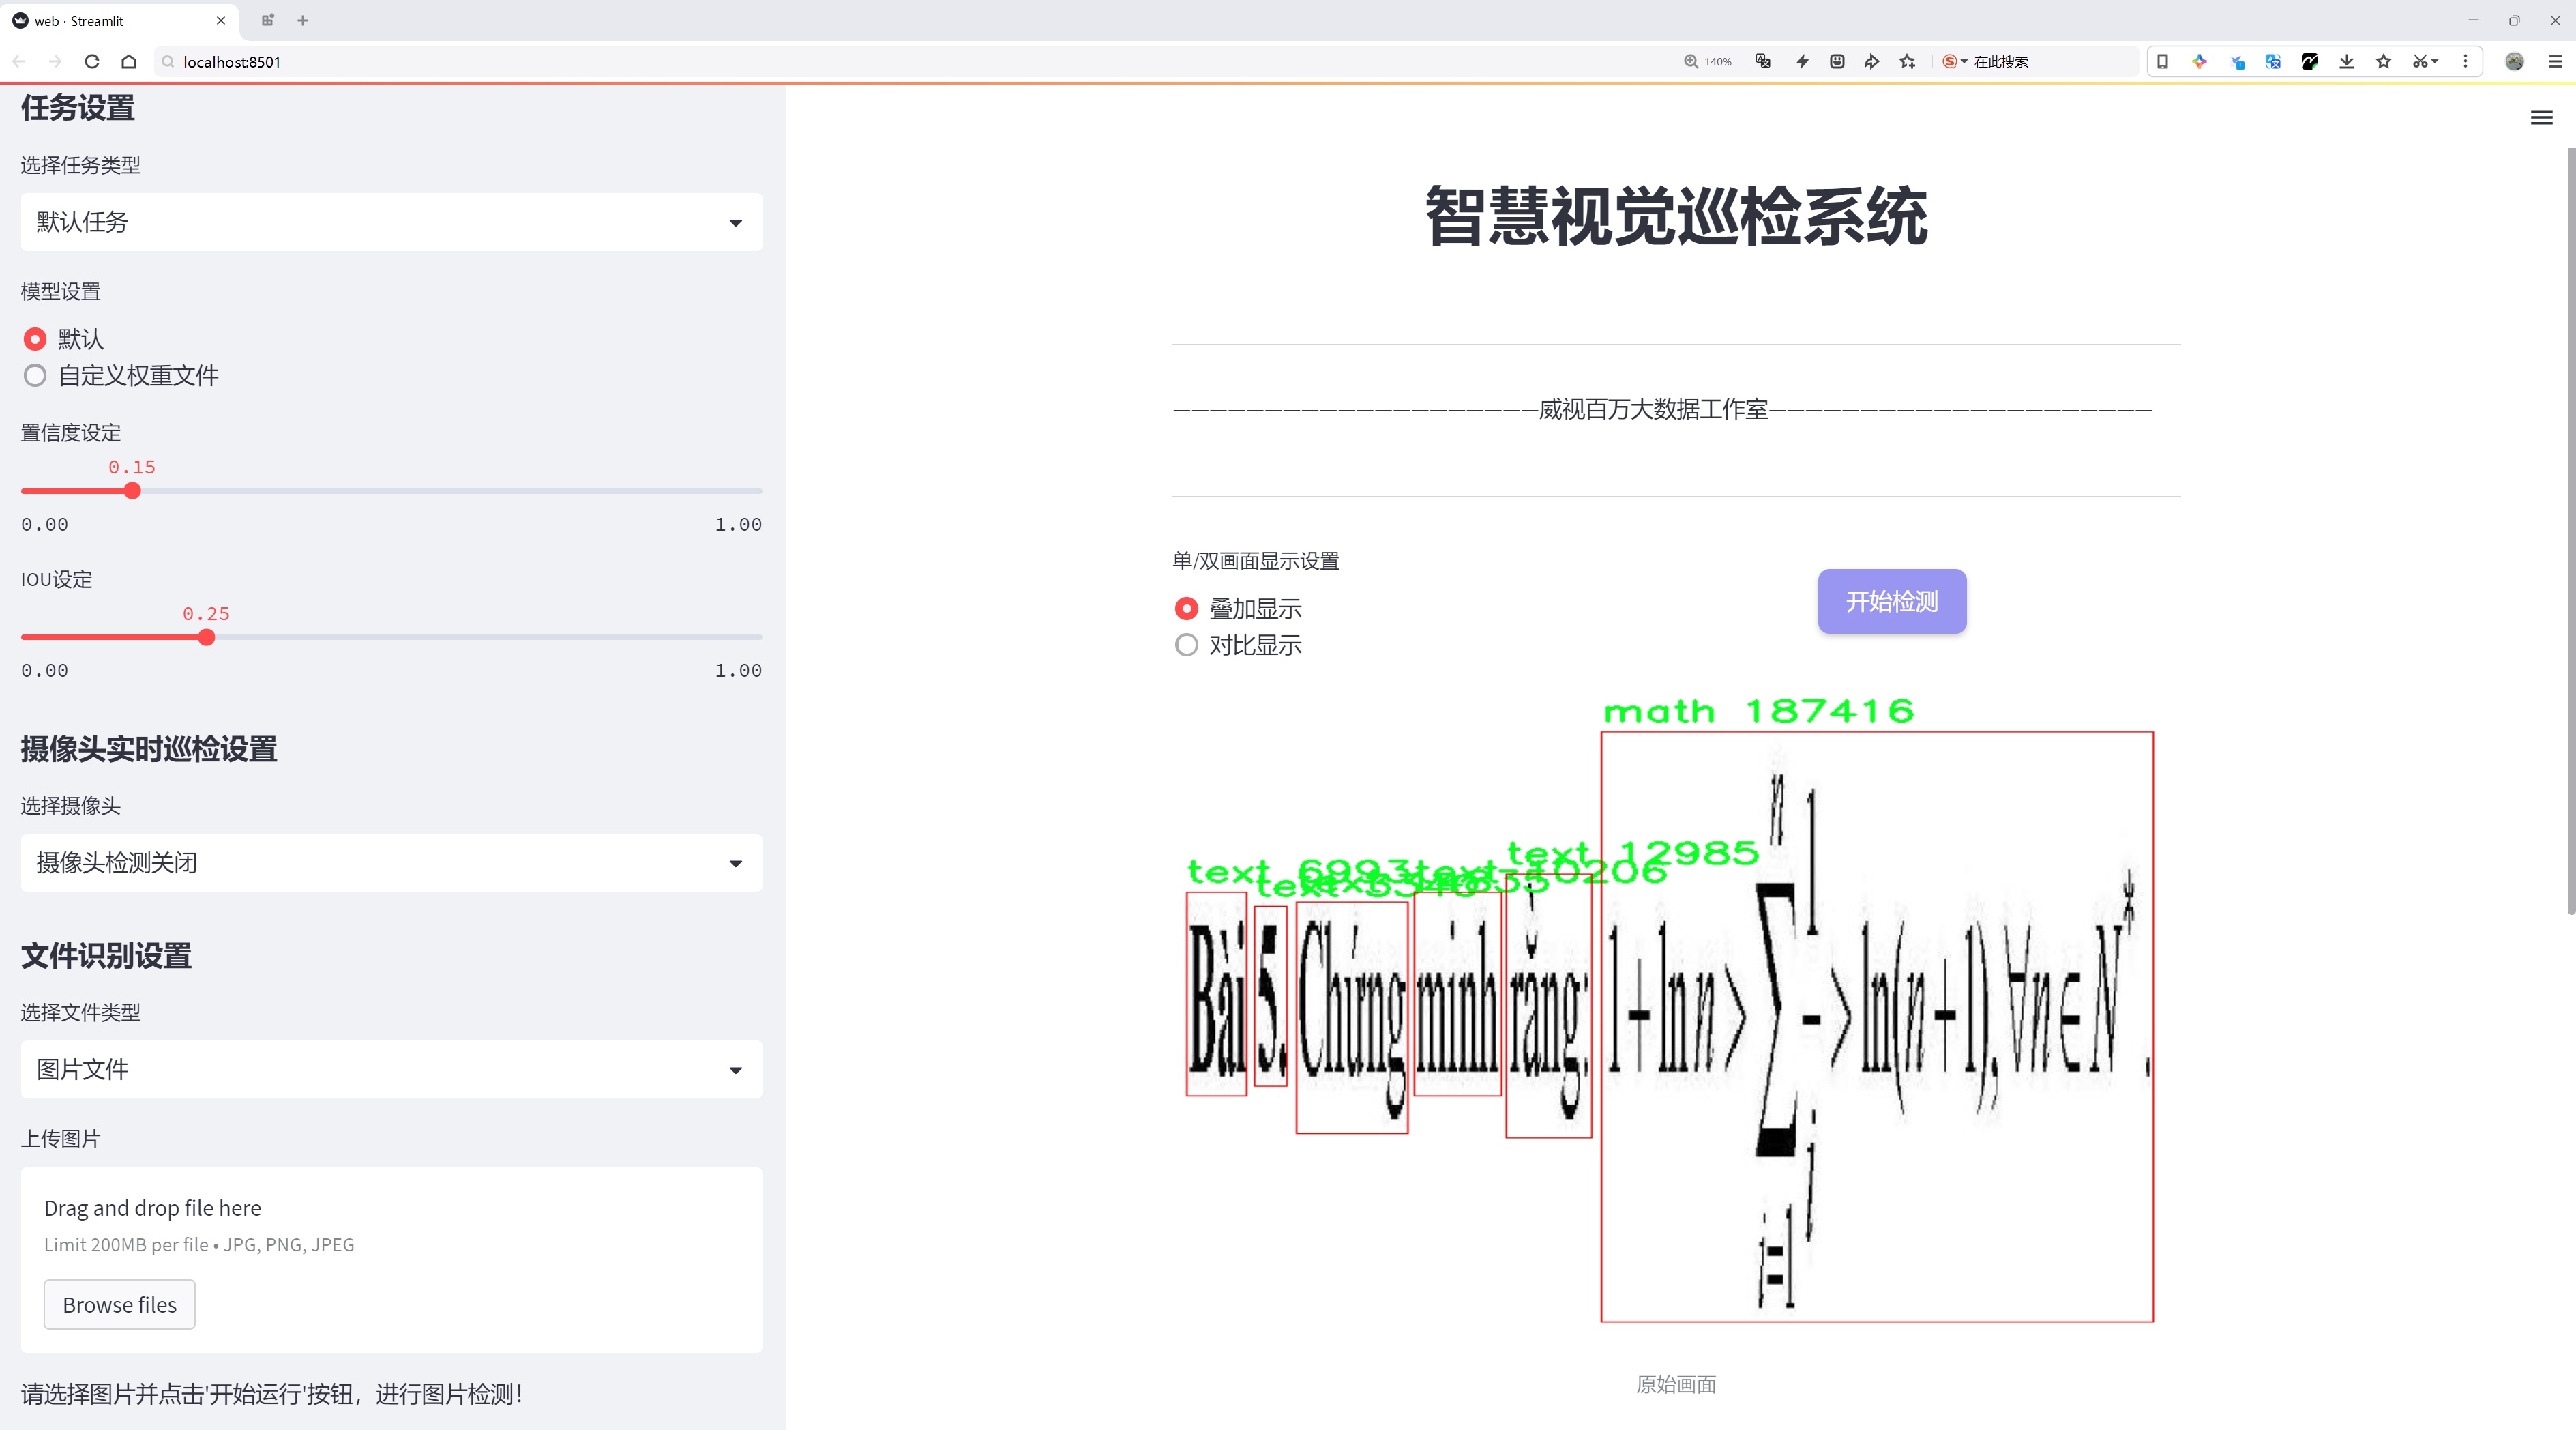 web · Streamlit
localhost:8501
140%
在此搜索
任务设置
选择任务类型
默认任务
模型设置
默认
自定义权重文件
置信度设定
0.15
0.00 1.00
IOU设定
0.25
0.00 1.00
摄像头实时巡检设置
选择摄像头
摄像头检测关闭
文件识别设置
选择文件类型
图片文件
上传图片
Drag and drop file here
Limit 200MB per file • JPG, PNG, JPEG
Browse files
请选择图片并点击'开始运行'按钮，进行图片检测！
智慧视觉巡检系统
—————————————————————威视百万大数据工作室—————————————————————
单/双画面显示设置
叠加显示
对比显示
开始检测
math 187416
text 12985
text 6993 text 10206
text
Bài 5. Chứng minh rằng: 1 + ln n > ∑ 1 - > ln(n + 1), ∀n ∈ N* .
n
i
i=1
原始画面